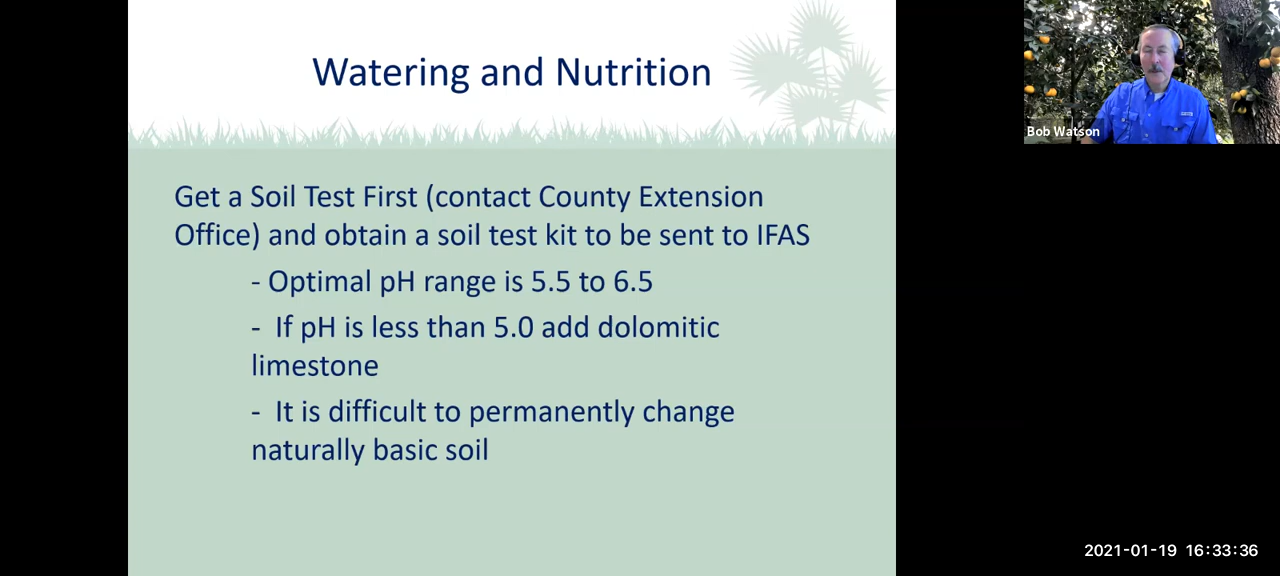 Watering and Nutrition
Bob Watson
Get a Soil Test First (contact County Extension
Office) and obtain a soil test kit to be sent to IFAS
- Optimal pH range is 5.5 to 6.5
- If pH is less than 5.0 add dolomitic
limestone
- It is difficult to permanently change
naturally basic soil
2021-01-19 16:33:36